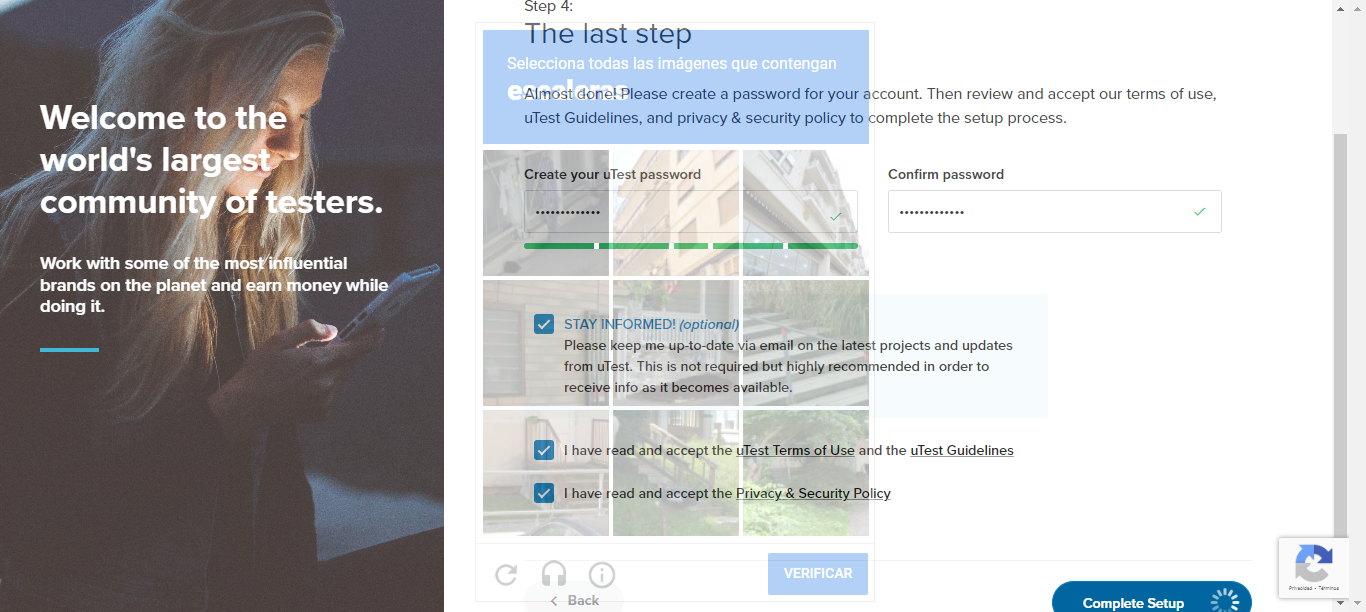 Welcome to the
world's largest
community of testers.
Work with some of the most influential
brands on the planet and earn money while
doing it.
Step 4:
The last step
Selecciona todas las imágenes que contengan
escaleras
Almost done! Please create a password for your account. Then review and accept our terms of use,
uTest Guidelines, and privacy & security policy to complete the setup process.
Create your uTest password
Confirm password
•••••••••••••
•••••••••••••
STAY INFORMED! (optional)
Please keep me up-to-date via email on the latest projects and updates
from uTest. This is not required but highly recommended in order to
receive info as it becomes available.
I have read and accept the uTest Terms of Use and the uTest Guidelines
I have read and accept the Privacy & Security Policy
VERIFICAR
Back
Complete Setup
Privacidad - Términos